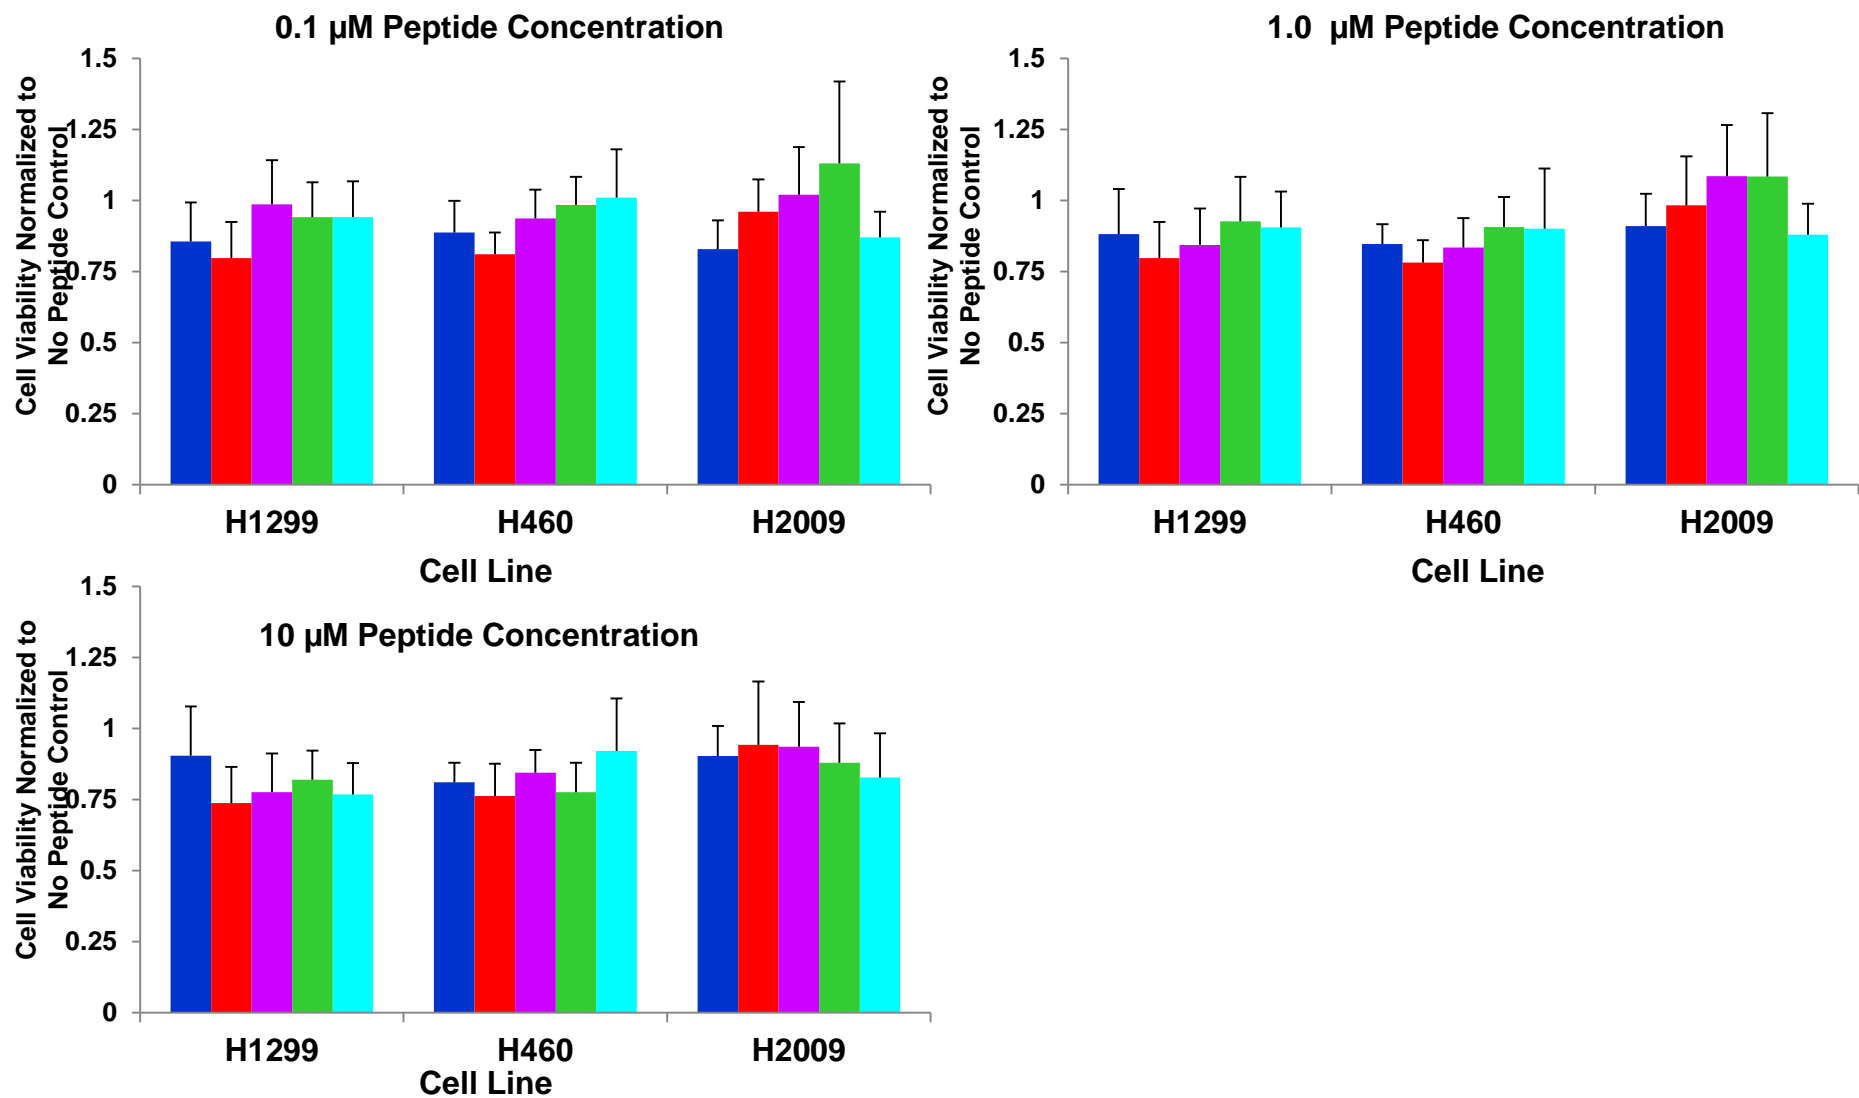 0.1 µM Peptide Concentration
Cell Viability Normalized to
No Peptide Control
1.5
1.25
1
0.75
0.5
0.25
0
H1299 H460 H2009
Cell Line
1.0 µM Peptide Concentration
Cell Viability Normalized to
No Peptide Control
1.5
1.25
1
0.75
0.5
0.25
0
H1299 H460 H2009
Cell Line
10 µM Peptide Concentration
Cell Viability Normalized to
No Peptide Control
1.5
1.25
1
0.75
0.5
0.25
0
H1299 H460 H2009
Cell Line